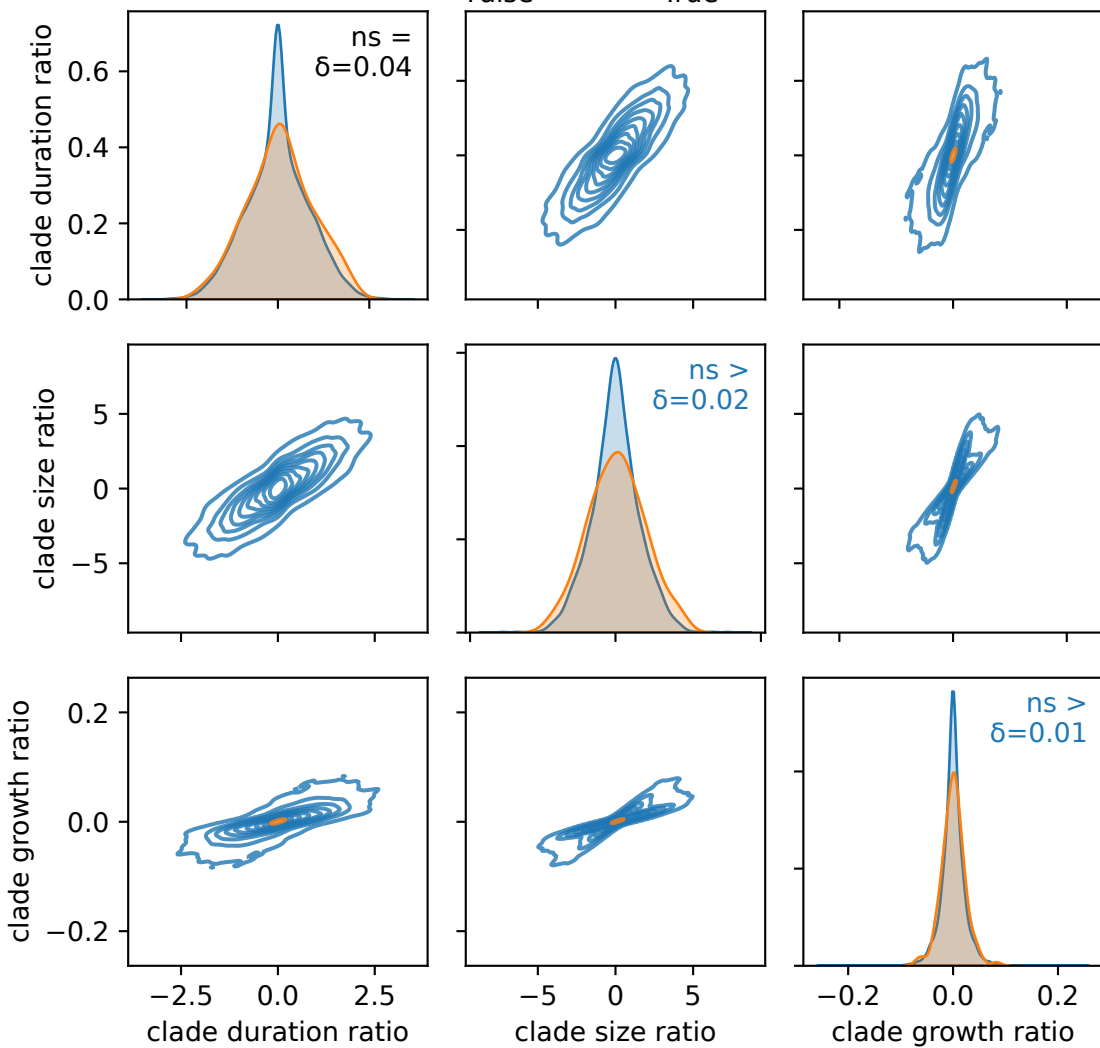 clade duration ratio
0.6
0.4
0.2
0.0
ns =
δ=0.04
clade size ratio
5
0
−5
ns >
δ=0.02
clade growth ratio
0.2
0.0
−0.2
ns >
δ=0.01
−2.5 0.0 2.5
−5 0 5
−0.2 0.0 0.2
clade duration ratio
clade size ratio
clade growth ratio